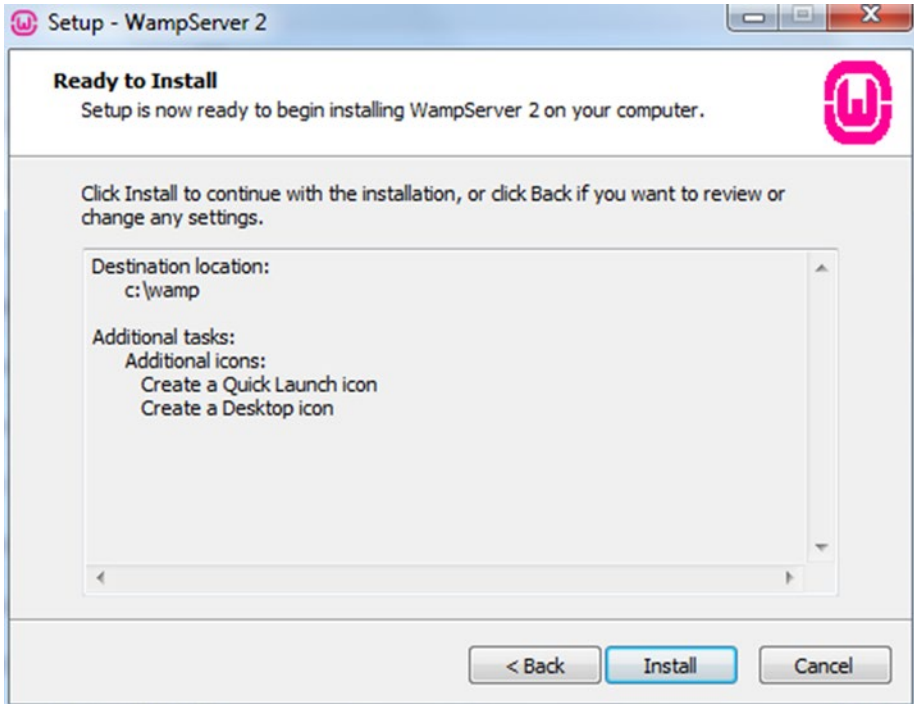 Setup - WampServer 2
Ready to Install
Setup is now ready to begin installing WampServer 2 on your computer.
Click Install to continue with the installation, or click Back if you want to review or
change any settings.
Destination location:
c:\wamp
Additional tasks:
Additional icons:
Create a Quick Launch icon
Create a Desktop icon
< Back
Install
Cancel